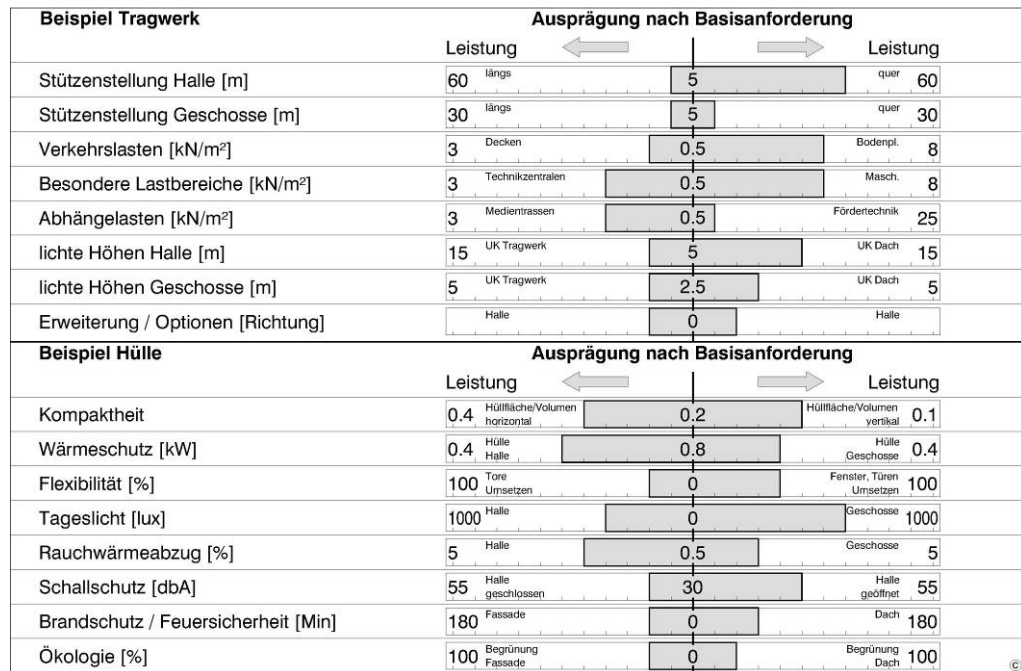 Beispiel Tragwerk Ausprägung nach Basisanforderung
Leistung Leistung
Stützenstellung Halle [m] 60 längs 5 quer 60
Stützenstellung Geschosse [m] 30 längs 5 quer 30
Verkehrslasten [kN/m²] 3 Decken 0.5 Bodenpl. 8
Besondere Lastbereiche [kN/m²] 3 Technikzentralen 0.5 Masch. 8
Abhängelasten [kN/m²] 3 Medientrassen 0.5 Fördertechnik 25
lichte Höhen Halle [m] 15 UK Tragwerk 5 UK Dach 15
lichte Höhen Geschosse [m] 5 UK Tragwerk 2.5 UK Dach 5
Erweiterung / Optionen [Richtung] Halle 0 Halle
Beispiel Hülle Ausprägung nach Basisanforderung
Leistung Leistung
Kompaktheit 0.4 Hüllfläche/Volumen horizontal 0.2 Hüllfläche/Volumen vertikal 0.1
Wärmeschutz [kW] 0.4 Hülle Halle 0.8 Hülle Geschosse 0.4
Flexibilität [%] 100 Tore Umsetzen 0 Fenster, Türen Umsetzen 100
Tageslicht [lux] 1000 Halle 0 Geschosse 1000
Rauchwärmeabzug [%] 5 Halle 0.5 Geschosse 5
Schallschutz [dbA] 55 Halle geschlossen 30 Halle geöffnet 55
Brandschutz / Feuersicherheit [Min] 180 Fassade 0 Dach 180
Ökologie [%] 100 Begrünung Fassade 0 Begrünung Dach 100
©